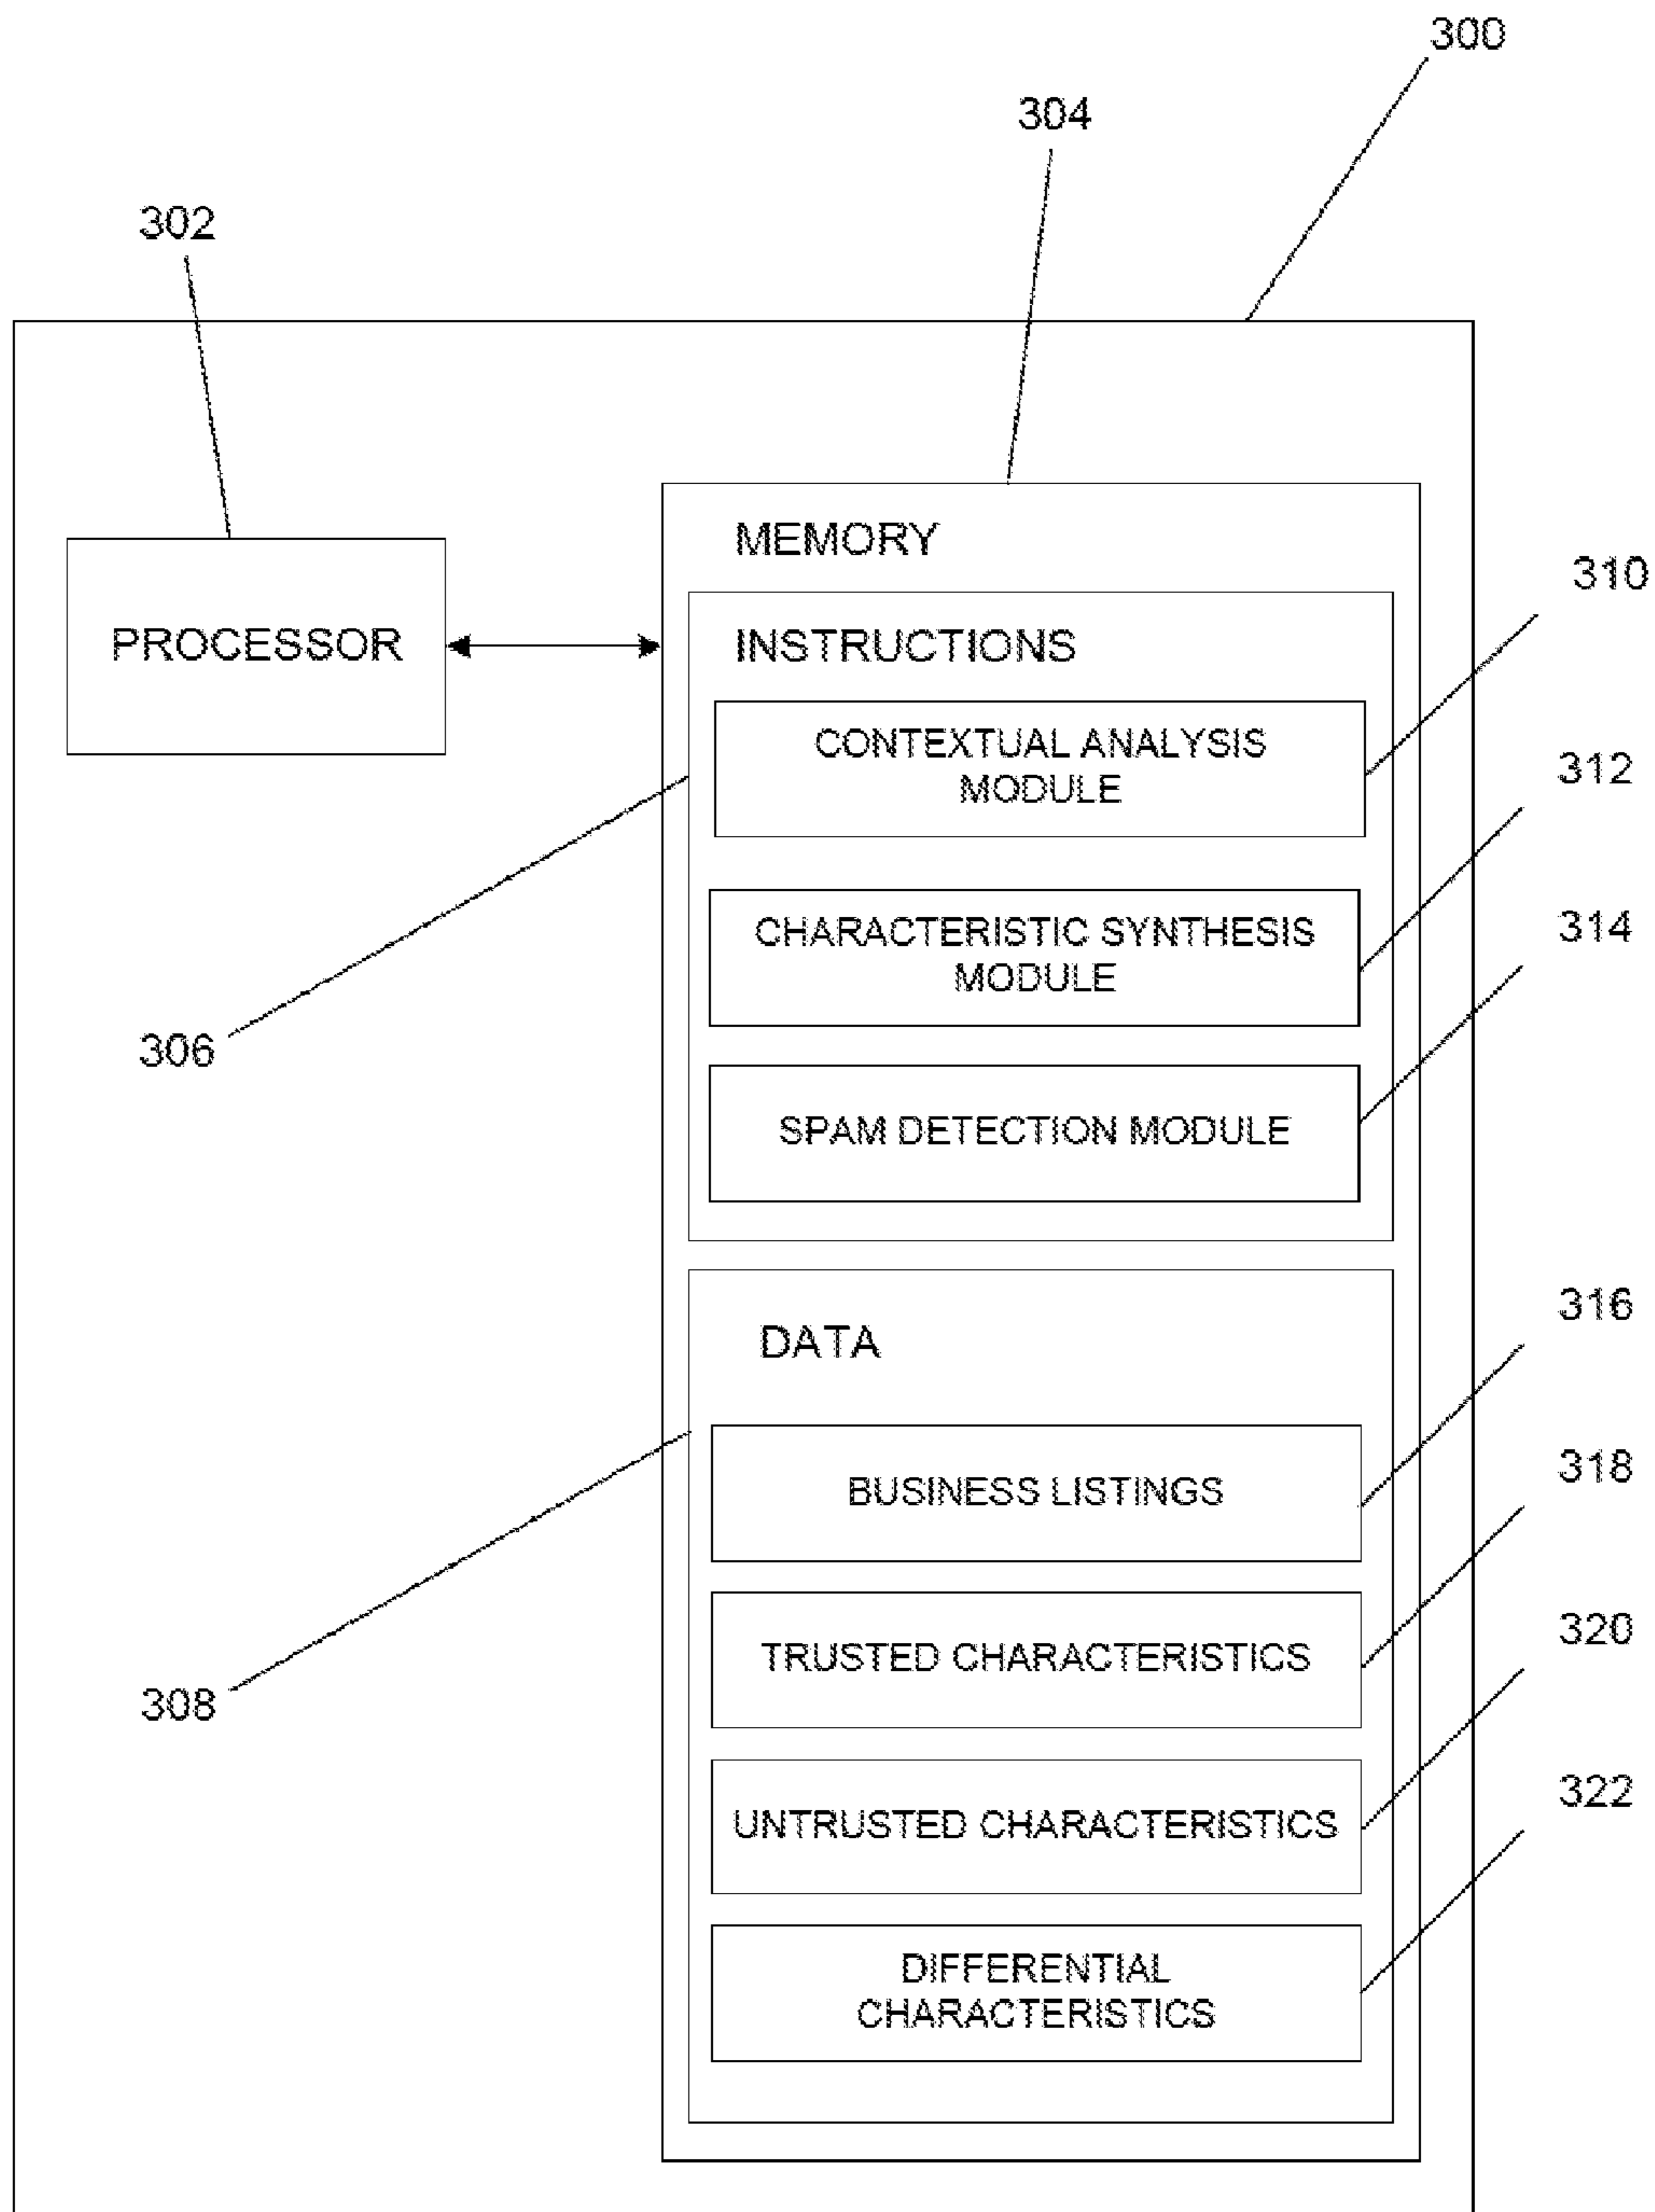 300
304
302
MEMORY
310
PROCESSOR
INSTRUCTIONS
CONTEXTUAL ANALYSIS
MODULE
312
CHARACTERISTIC SYNTHESIS
MODULE
314
306
SPAM DETECTION MODULE
316
DATA
BUSINESS LISTINGS
318
TRUSTED CHARACTERISTICS
320
308
UNTRUSTED CHARACTERISTICS
322
DIFFERENTIAL
CHARACTERISTICS